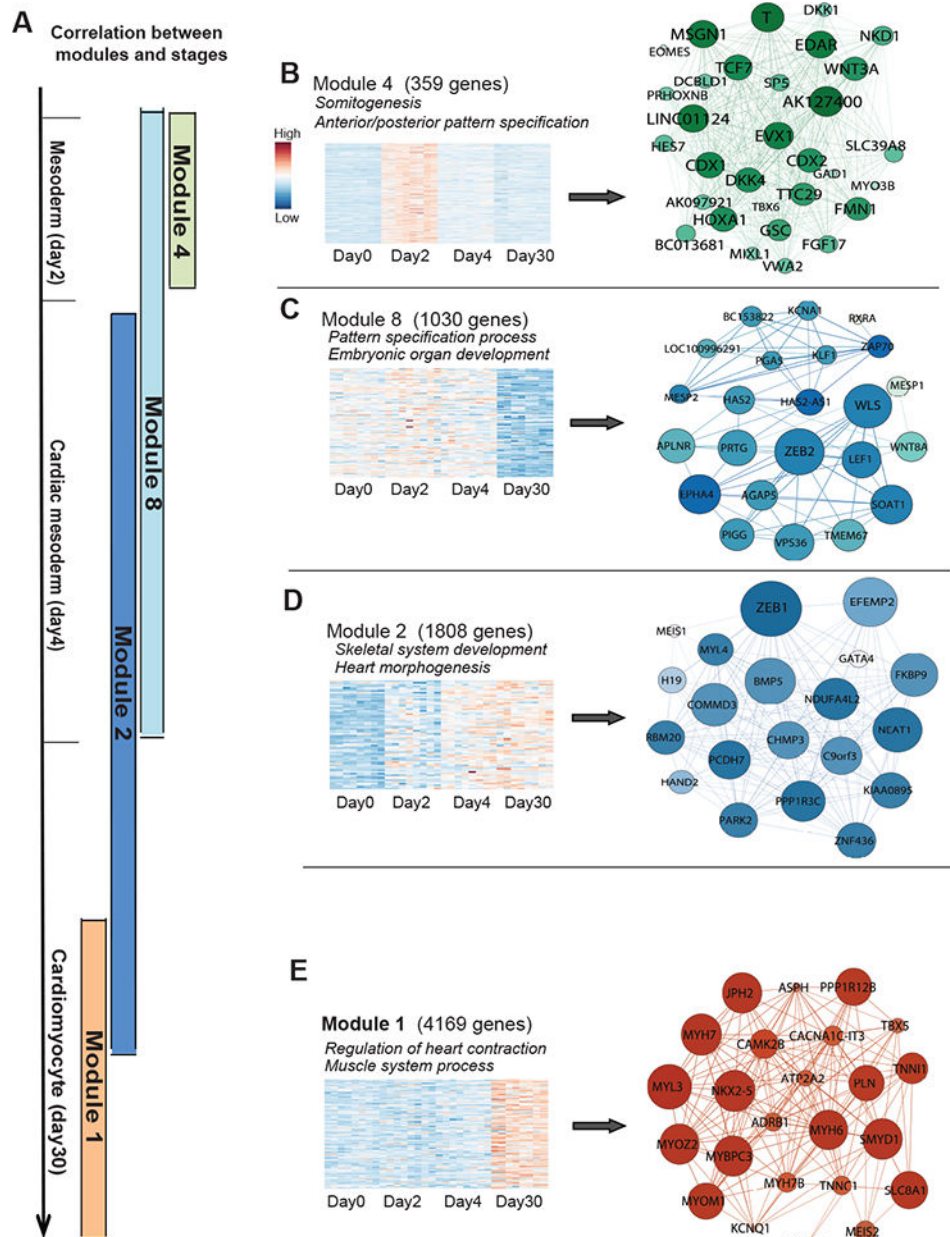 A
Correlation between
modules and stages
Mesoderm (day2)
Cardiac mesoderm (day4)
Cardiomyocyte (day30)
Module 4
Module 8
Module 2
Module 1
B
Module 4 (359 genes)
Somitogenesis
Anterior/posterior pattern specification
High
Low
Day0 Day2 Day4 Day30
T
DKK1
MSGN1
EDAR
NKD1
EOMES
TCF7
WNT3A
DCBLD1
SP5
PRHOXNB
AK127400
LINC01124
EVX1
HES7
SLC39A8
CDX1
CDX2
GAD1
DKK4
MYO3B
TTC29
AK097921
TBX6
FMN1
HOXA1
GSC
BC013681
FGF17
MIXL1
VWA2
C
Module 8 (1030 genes)
Pattern specification process
Embryonic organ development
Day0 Day2 Day4 Day30
KCNA1
BC153822
RXRA
LOC100996291
ZAP70
PGA5
KLF1
MESP1
MESP2
HAS2
HAS2-AS1
WLS
APLNR
PRTG
WNT8A
ZEB2
LEF1
LPHA4
AGAP5
SOAT1
PIGG
VPS36
TMEM67
D
Module 2 (1808 genes)
Skeletal system development
Heart morphogenesis
Day0 Day2 Day4 Day30
ZEB1
EFEMP2
MEIS1
MYL4
GATA4
H19
BMP5
FKBP9
COMMD3
NDUFA4L2
RBM20
CHMP3
NEAT1
PCDH7
C9orf3
HAND2
PPP1R3C
KIAA0895
PARK2
ZNF436
E
Module 1 (4169 genes)
Regulation of heart contraction
Muscle system process
Day0 Day2 Day4 Day30
JPH2
ASPH
PPP1R12B
MYH7
CACNA1C-IT3
TBX5
CAMK2B
TNNI1
MYL3
NKX2-5
ATP2A2
PLN
ADRB1
MYOZ2
MYBPC3
MYH6
SMYD1
MYH7B
TNNC1
SLC8A1
MYOM1
KCNQ1
MEIS2